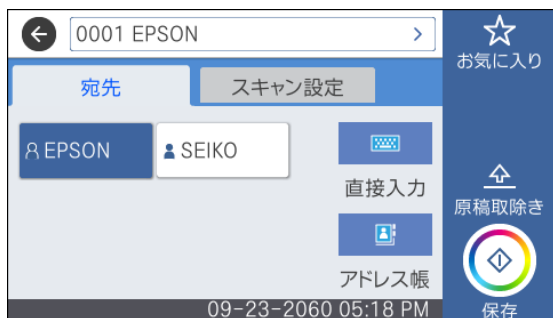 0001 EPSON
お気に入り
宛先
スキャン設定
EPSON
SEIKO
直接入力
原稿取除き
アドレス帳
09-23-2060 05:18 PM
保存